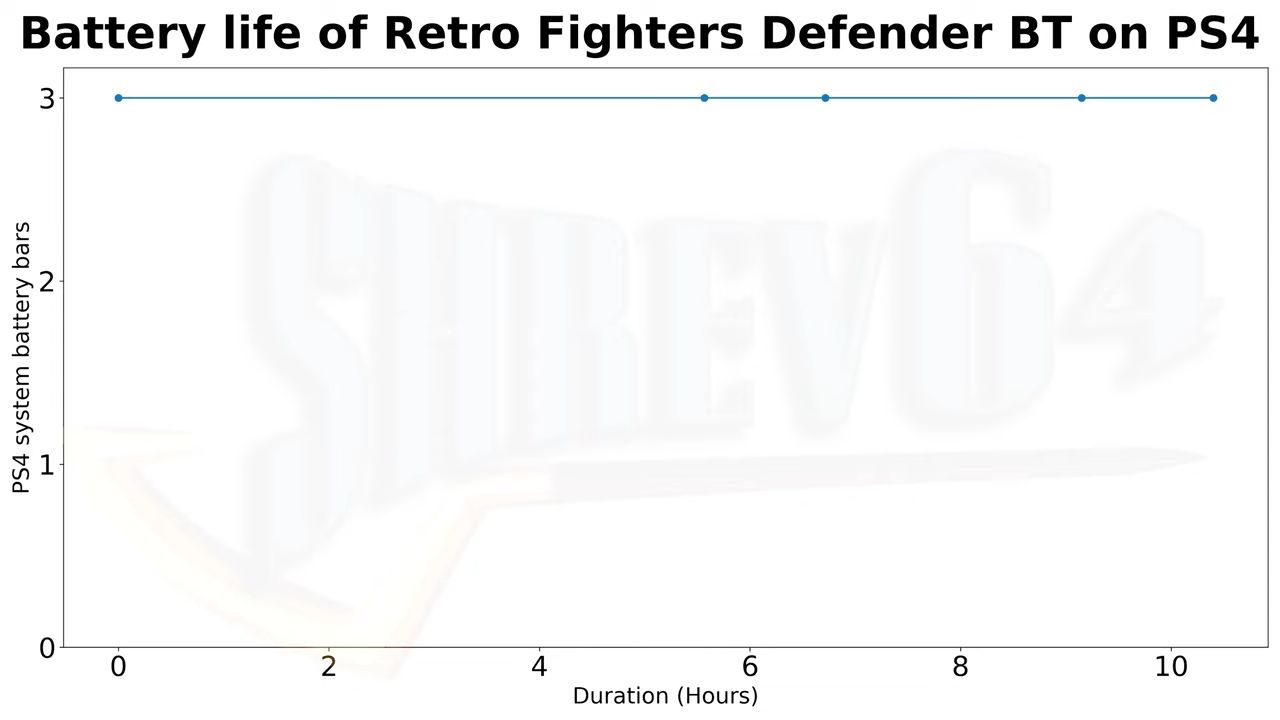 Battery life of Retro Fighters Defender BT on PS4
3
2
1
0
PS4 system battery bars
SHREV64
0 2 4 6 8 10
Duration (Hours)